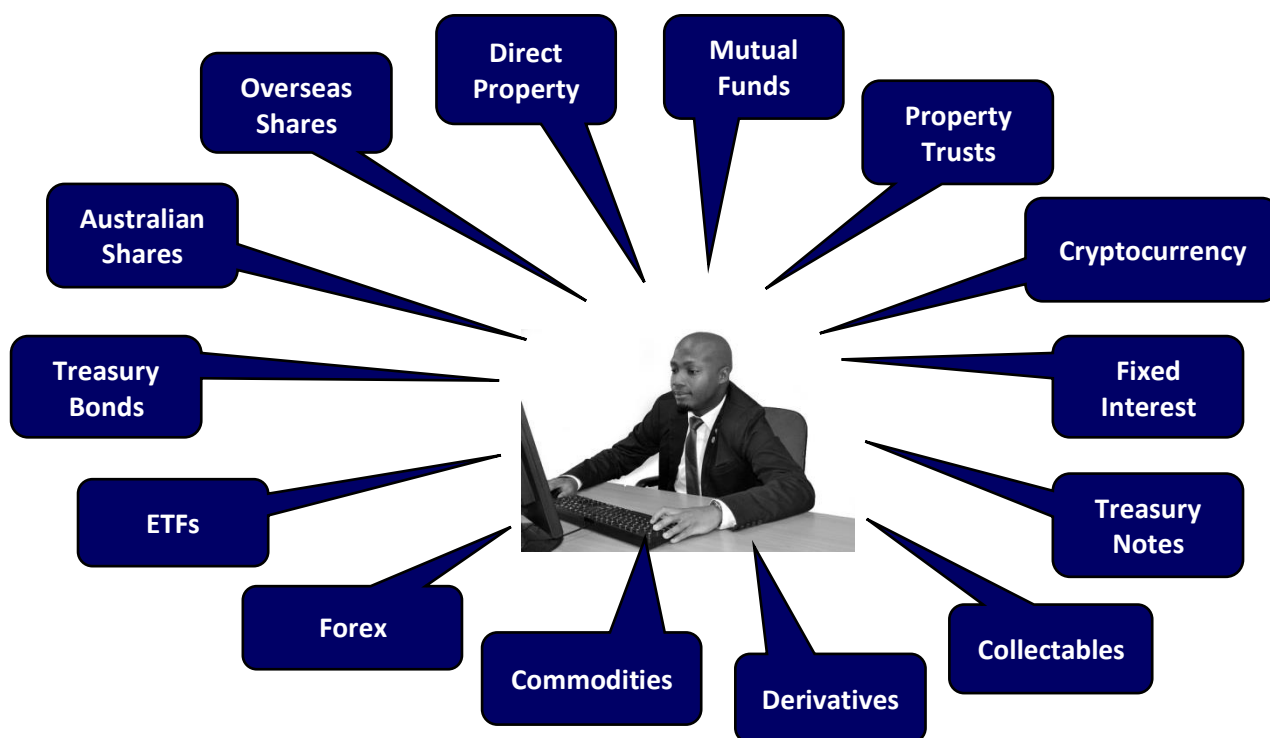 Direct
Property
Mutual
Funds
Overseas
Shares
Property
Trusts
Australian
Shares
Cryptocurrency
Treasury
Bonds
Fixed
Interest
ETFs
Treasury
Notes
Forex
Collectables
Commodities
Derivatives